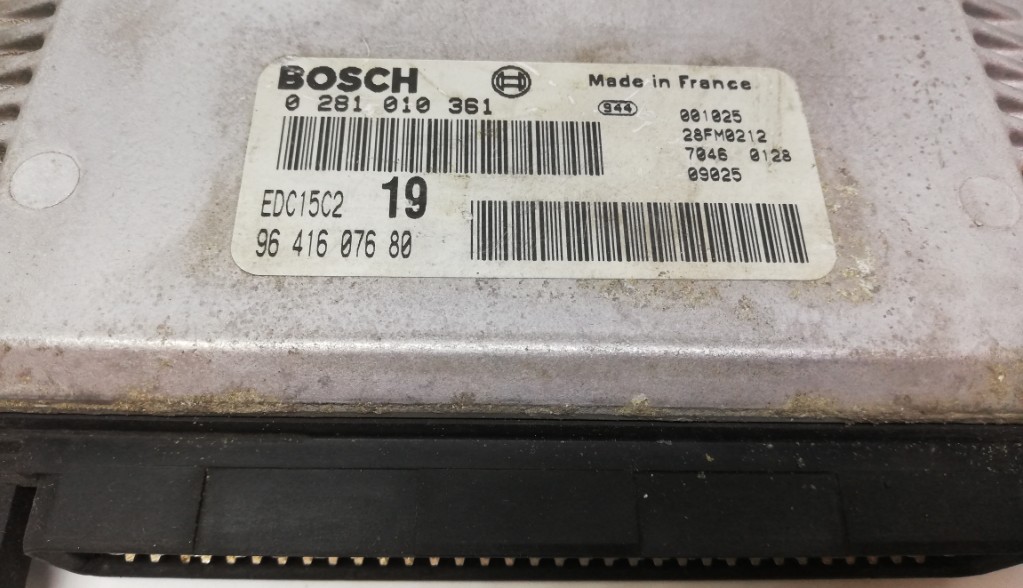 BOSCH Made in France
0 281 010 361 944 001025
28FM0212
7046 0128
09025
EDC15C2 19
96 416 076 80